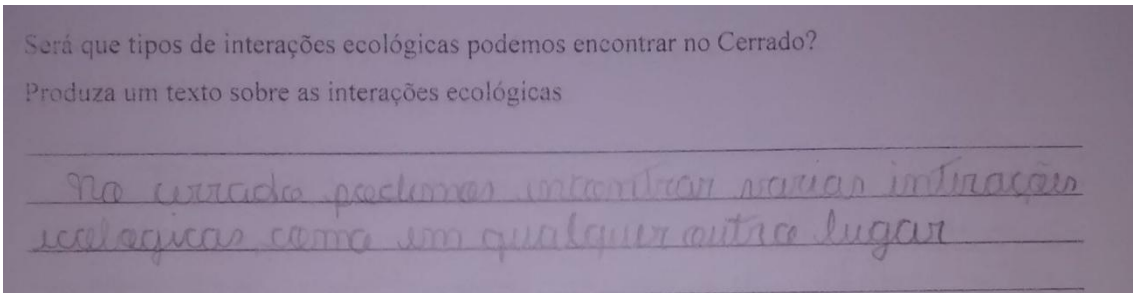 Será que tipos de interações ecológicas podemos encontrar no Cerrado?
Produza um texto sobre as interações ecológicas
No cerrado podemos encontrar varias interações
ecologicas como em qualquer outro lugar